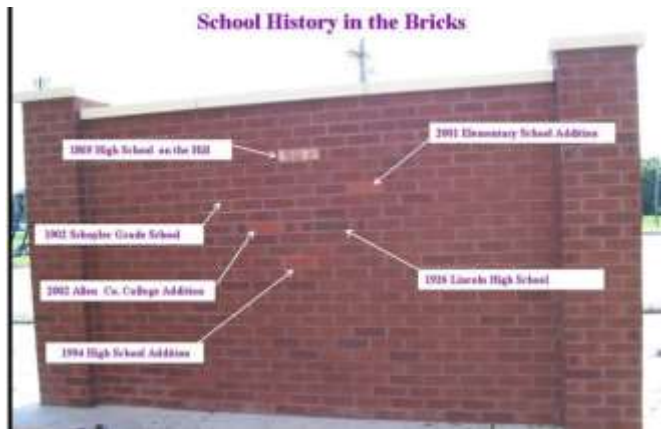 School History in the Bricks
2001 Elementary School Addition
1869 High School on the Hill
1902 Schuyler Grade School
1926 Lincoln High School
2002 Allen Co. College Addition
1994 High School Addition